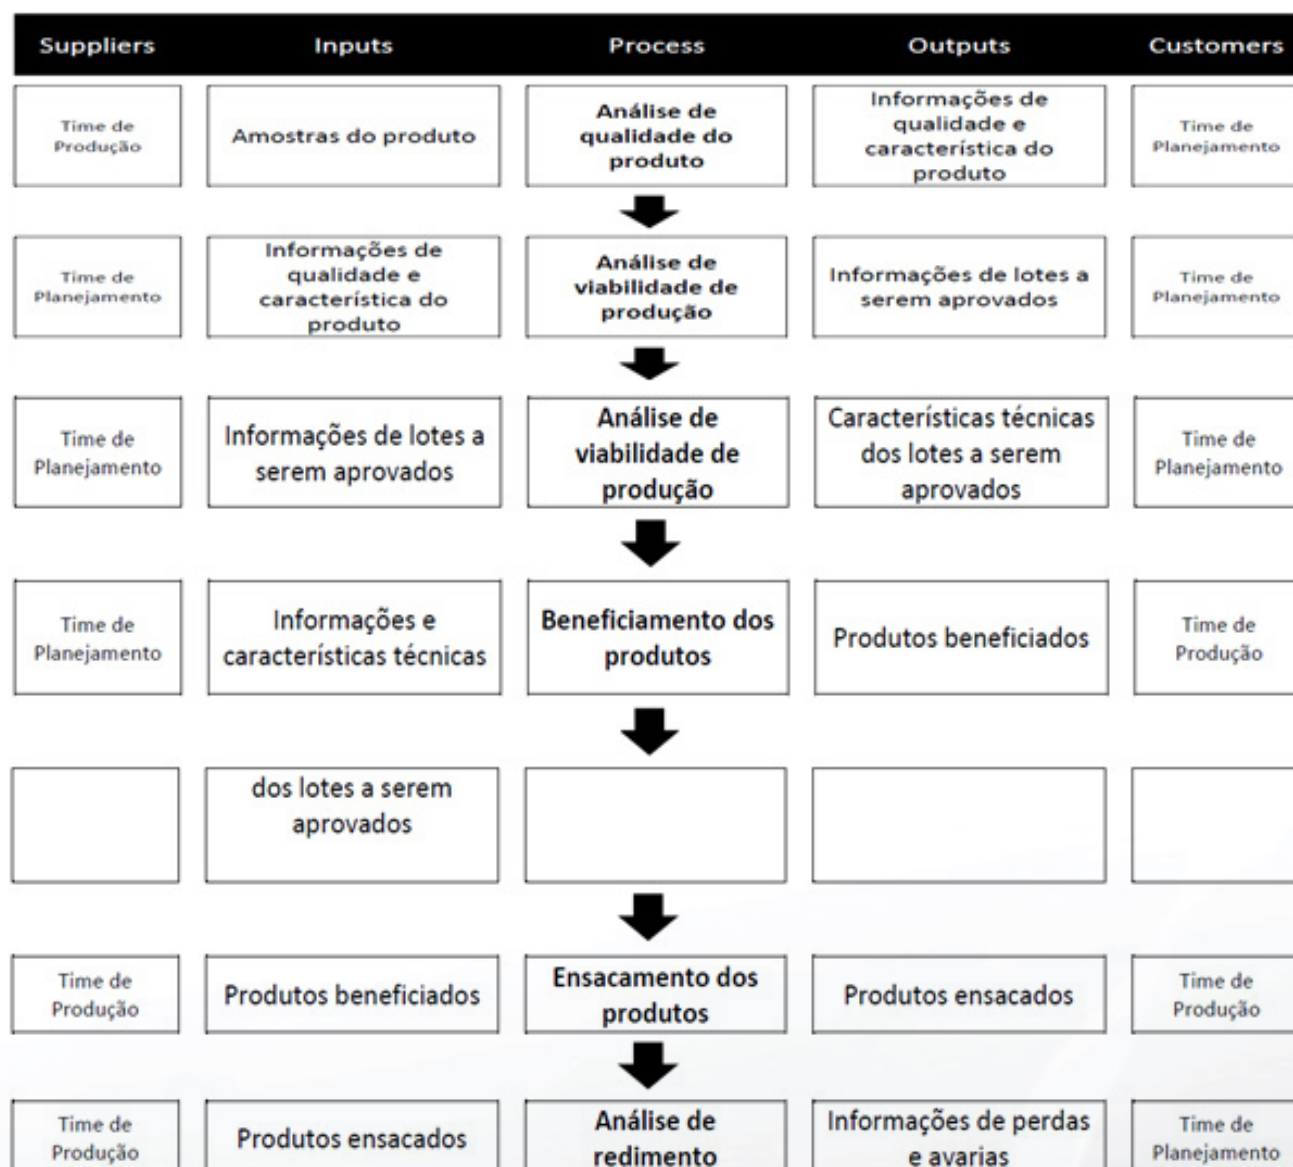 Suppliers
Inputs
Process
Outputs
Customers
Time de
Produção
Amostras do produto
Análise de
qualidade do
produto
Informações de
qualidade e
característica do
produto
Time de
Planejamento
Time de
Planejamento
Informações de
qualidade e
característica do
produto
Análise de
viabilidade de
produção
Informações de lotes a
serem aprovados
Time de
Planejamento
Time de
Planejamento
Informações de lotes a
serem aprovados
Análise de
viabilidade de
produção
Características técnicas
dos lotes a serem
aprovados
Time de
Planejamento
Time de
Planejamento
Informações e
características técnicas
Beneficiamento dos
produtos
Produtos beneficiados
Time de
Produção
dos lotes a serem
aprovados
Time de
Produção
Produtos beneficiados
Ensacamento dos
produtos
Produtos ensacados
Time de
Produção
Time de
Produção
Produtos ensacados
Análise de
redimento
Informações de perdas
e avarias
Time de
Planejamento